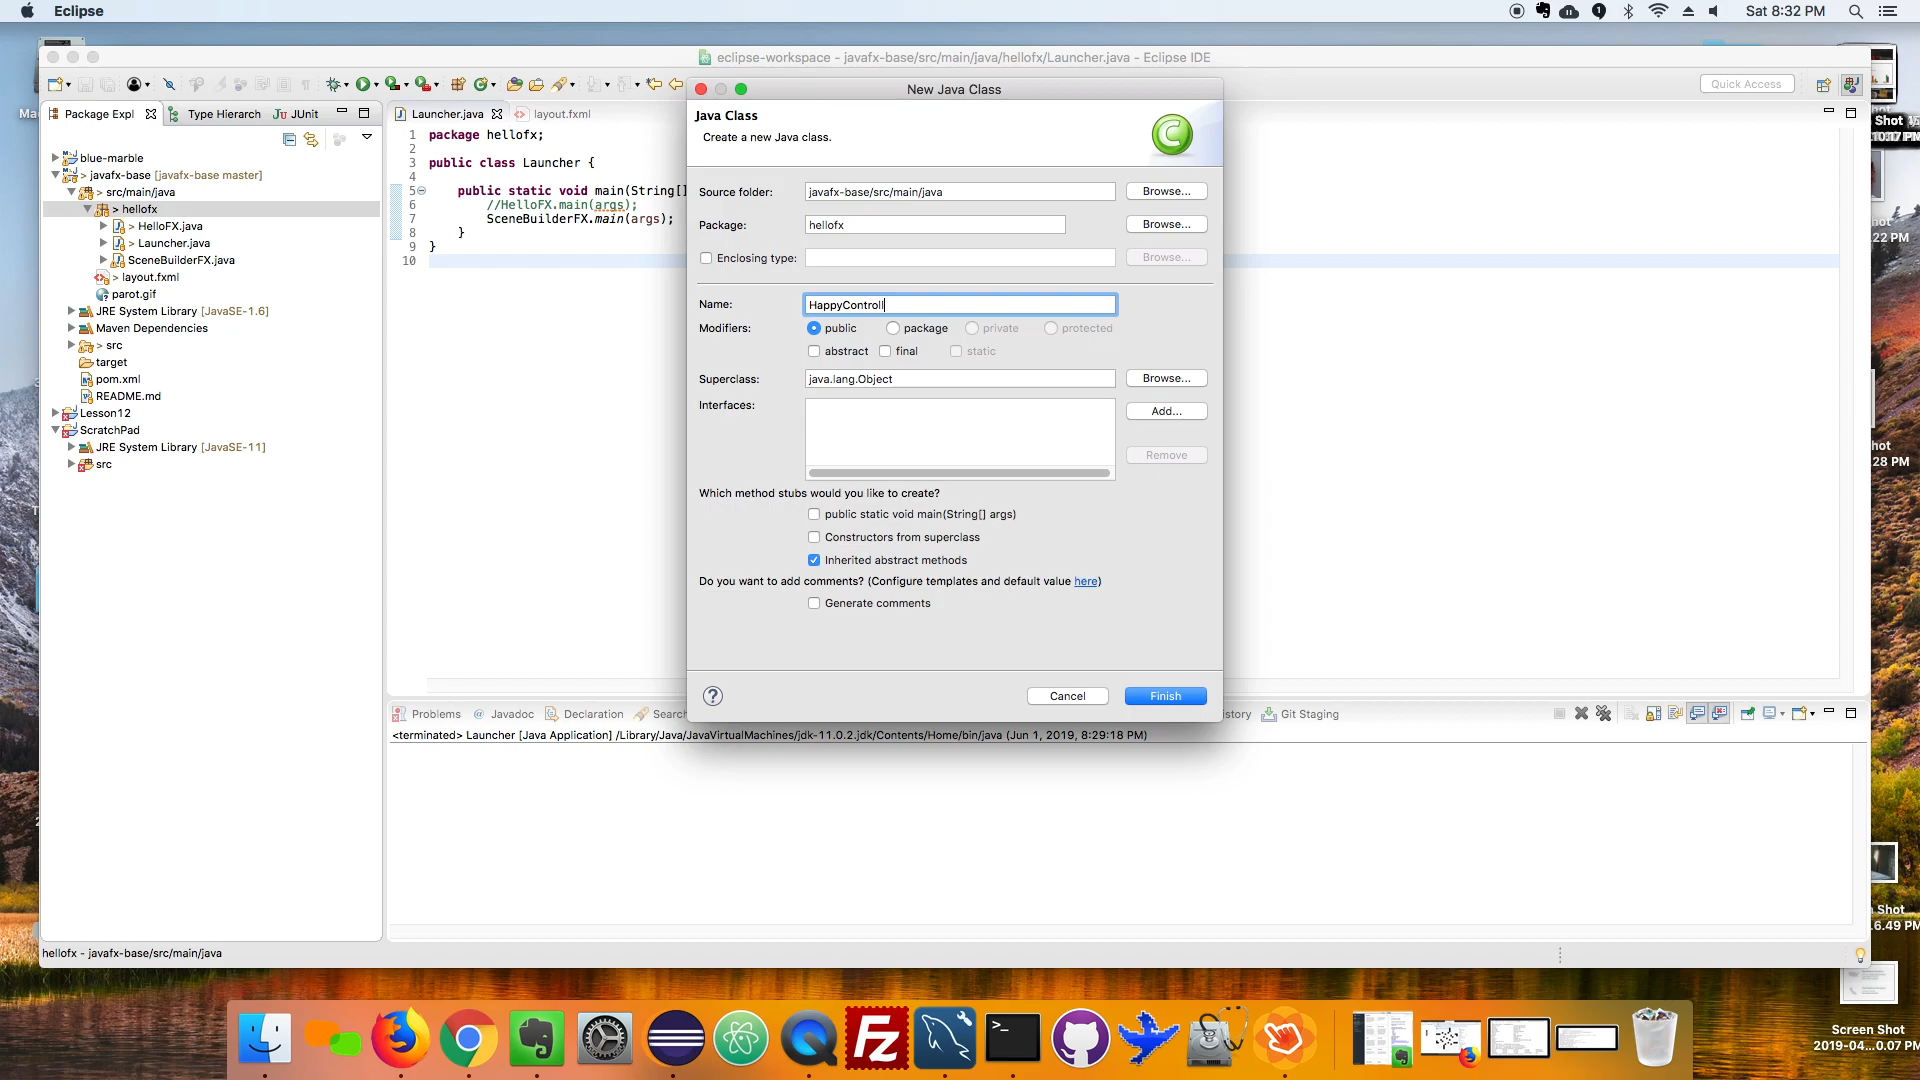 Eclipse
Sat 8:32 PM
eclipse-workspace - javafx-base/src/main/java/hellofx/Launcher.java - Eclipse IDE
Quick Access
Package Expl
Type Hierarchy
JUnit
Launcher.java
layout.fxml
blue-marble
> javafx-base [javafx-base master]
> src/main/java
> hellofx
> HelloFX.java
> Launcher.java
SceneBuilderFX.java
> layout.fxml
parot.gif
JRE System Library [JavaSE-1.6]
Maven Dependencies
> src
target
pom.xml
README.md
Lesson12
ScratchPad
JRE System Library [JavaSE-11]
src
1 package hellofx;
2
3 public class Launcher {
4
5 public static void main(String[]
6 //HelloFX.main(args);
7 SceneBuilderFX.main(args);
8 }
9 }
10
New Java Class
Java Class
Create a new Java class.
Source folder: javafx-base/src/main/java Browse...
Package: hellofx Browse...
Enclosing type: Browse...
Name: HappyControll
Modifiers: public package private protected
abstract final static
Superclass: java.lang.Object Browse...
Interfaces: Add...
Remove
Which method stubs would you like to create?
public static void main(String[] args)
Constructors from superclass
Inherited abstract methods
Do you want to add comments? (Configure templates and default value here)
Generate comments
Cancel Finish
Problems Javadoc Declaration Search istory Git Staging
<terminated> Launcher [Java Application] /Library/Java/JavaVirtualMachines/jdk-11.0.2.jdk/Contents/Home/bin/java (Jun 1, 2019, 8:29:18 PM)
hellofx - javafx-base/src/main/java
.22 PM
hot
.28 PM
Shot
.6.49 PM
Screen Shot
2019-04...0.07 PM